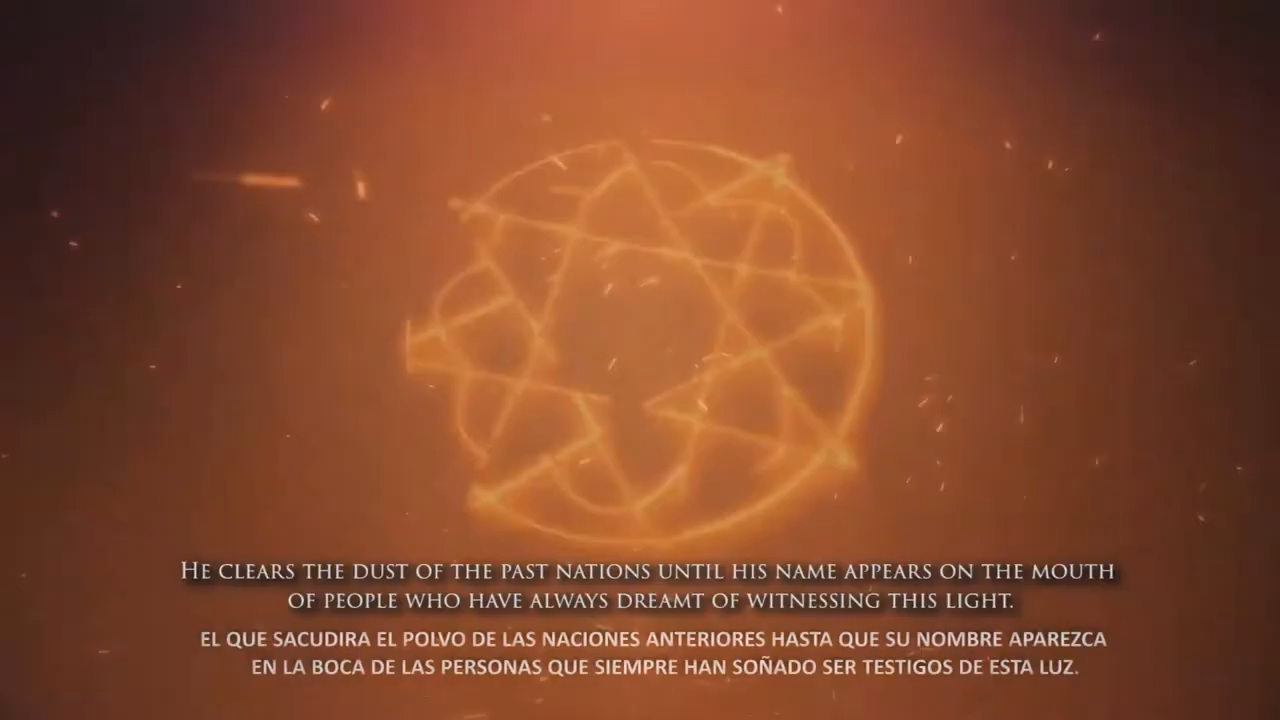 HE CLEARS THE DUST OF THE PAST NATIONS UNTIL HIS NAME APPEARS ON THE MOUTH
OF PEOPLE WHO HAVE ALWAYS DREAMT OF WITNESSING THIS LIGHT.
EL QUE SACUDIRA EL POLVO DE LAS NACIONES ANTERIORES HASTA QUE SU NOMBRE APAREZCA
EN LA BOCA DE LAS PERSONAS QUE SIEMPRE HAN SOÑADO SER TESTIGOS DE ESTA LUZ.